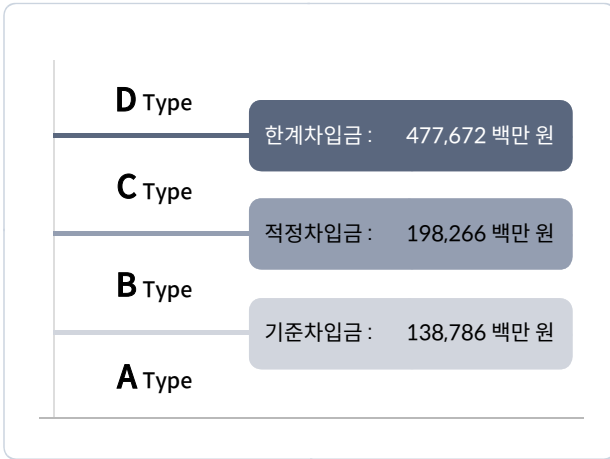 D Type
한계차입금 : 477,672 백만 원
C Type
적정차입금 : 198,266 백만 원
B Type
기준차입금 : 138,786 백만 원
A Type